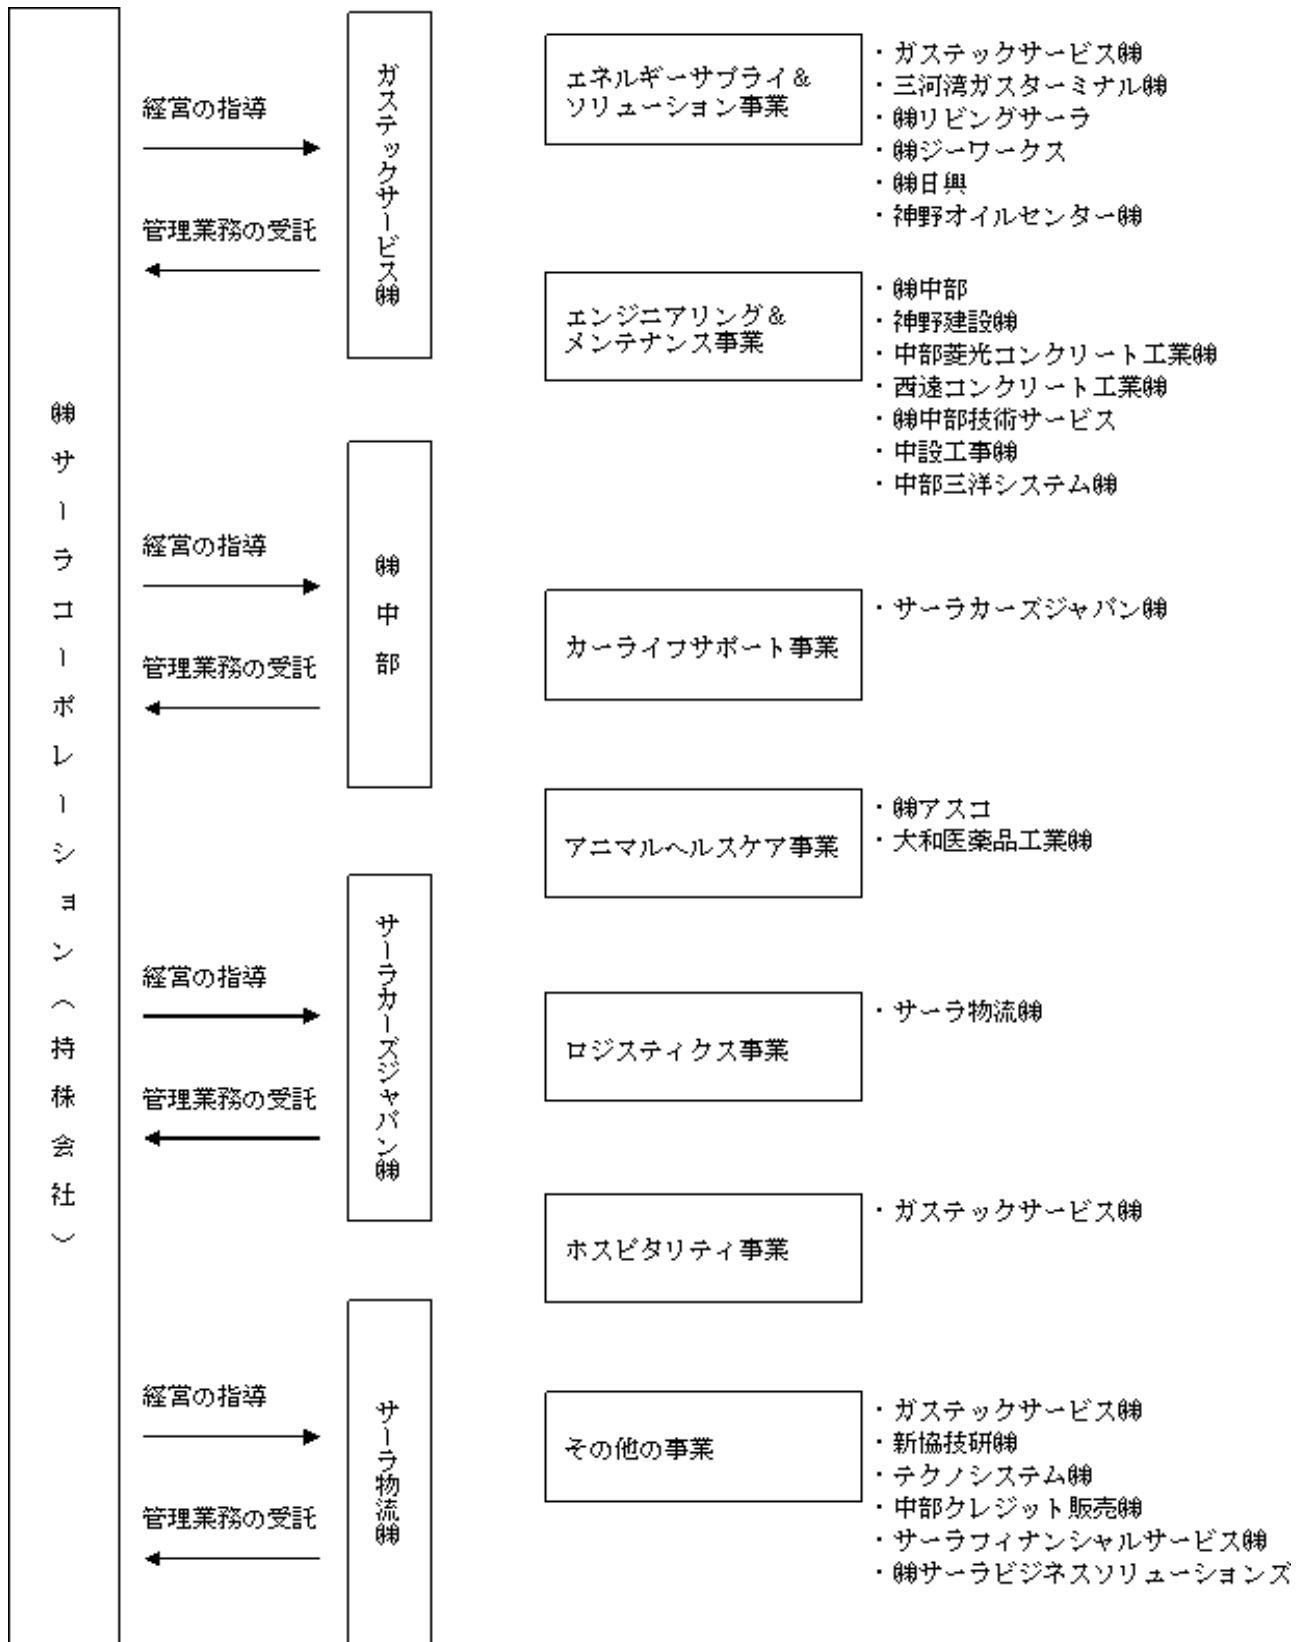 ㈱サーラコーポレーション（持株会社）
経営の指導
管理業務の受託
ガステックサービス㈱
経営の指導
管理業務の受託
㈱中部
経営の指導
管理業務の受託
サーラカーズジャパン㈱
経営の指導
管理業務の受託
サーラ物流㈱
エネルギーサプライ＆
ソリューション事業
・ガステックサービス㈱
・三河湾ガスターミナル㈱
・㈱リビングサーラ
・㈱ジーワークス
・㈱日興
・神野オイルセンター㈱
エンジニアリング＆
メンテナンス事業
・㈱中部
・神野建設㈱
・中部菱光コンクリート工業㈱
・西遠コンクリート工業㈱
・㈱中部技術サービス
・中設工事㈱
・中部三洋システム㈱
カーライフサポート事業
・サーラカーズジャパン㈱
アニマルヘルスケア事業
・㈱アスコ
・大和医薬品工業㈱
ロジスティクス事業
・サーラ物流㈱
ホスピタリティ事業
・ガステックサービス㈱
その他の事業
・ガステックサービス㈱
・新協技研㈱
・テクノシステム㈱
・中部クレジット販売㈱
・サーラフィナンシャルサービス㈱
・㈱サーラビジネスソリューションズ